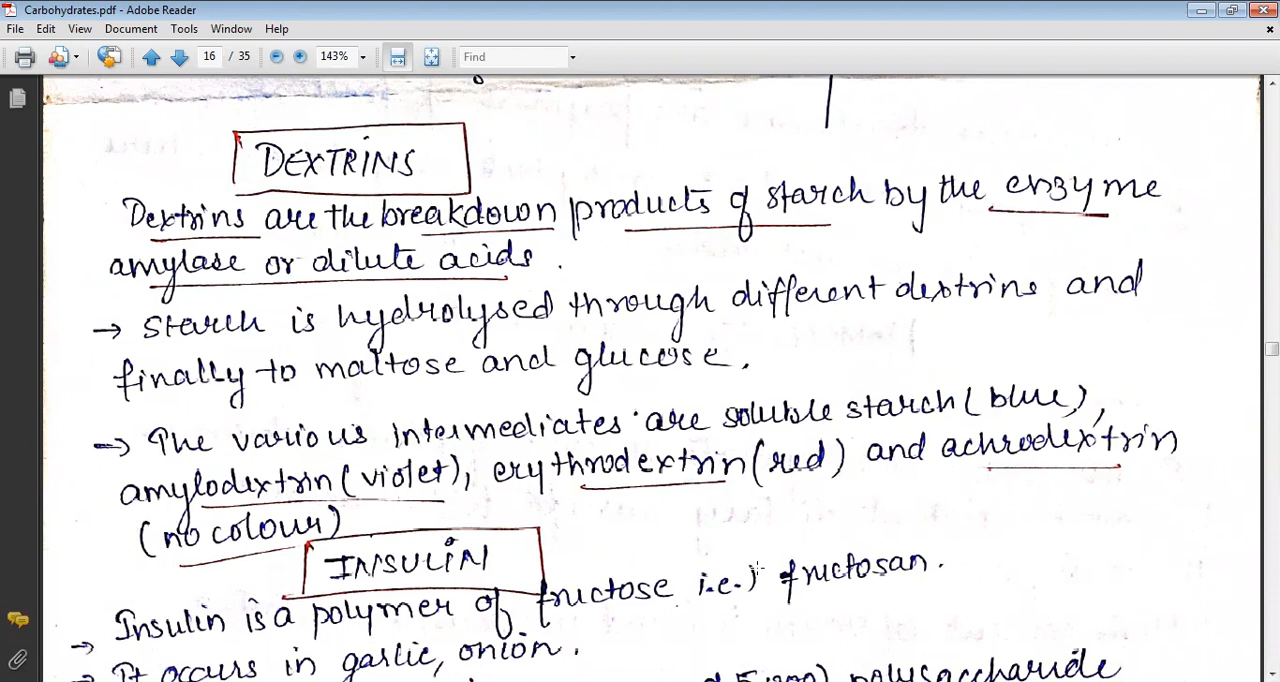 Carbohydrates.pdf - Adobe Reader
File Edit View Document Tools Window Help
16 / 35 143% Find
DEXTRINS
Dextrins are the breakdown products of starch by the enzyme
amylase or dilute acids.
→ Starch is hydrolysed through different dextrins and
finally to maltose and glucose.
→ The various intermediates are soluble starch (blue),
amylodextrin (violet), erythrodextrin (red) and achrodextrin
(no colour)
INSULIN
→ Insulin is a polymer of fructose i.e.) fructosan.
→ It occurs in garlic, onion.
polysaccharide